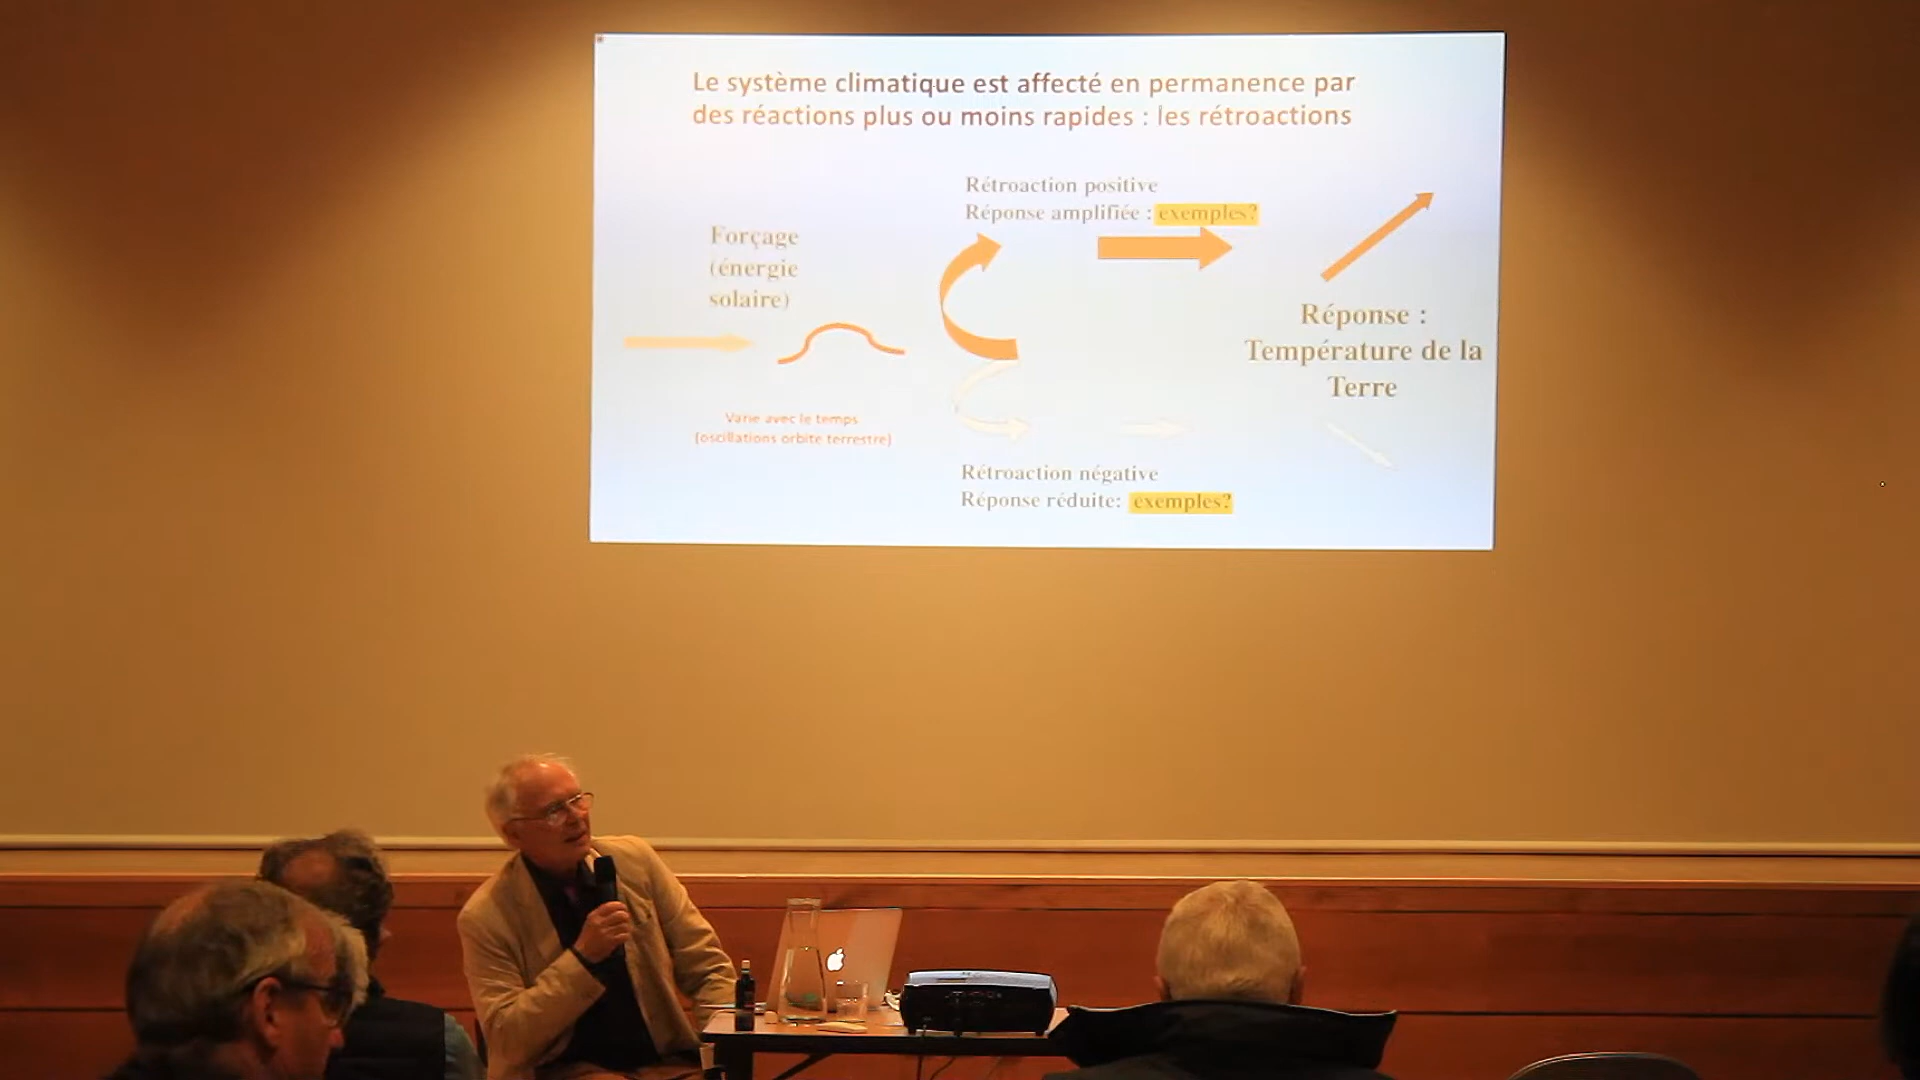 Le système climatique est affecté en permanence par
des réactions plus ou moins rapides : les rétroactions
Rétroaction positive
Réponse amplifiée : exemples?
Forçage
(énergie
solaire)
Réponse :
Température de la
Terre
Varie avec le temps
(oscillations orbite terrestre)
Rétroaction négative
Réponse réduite: exemples?